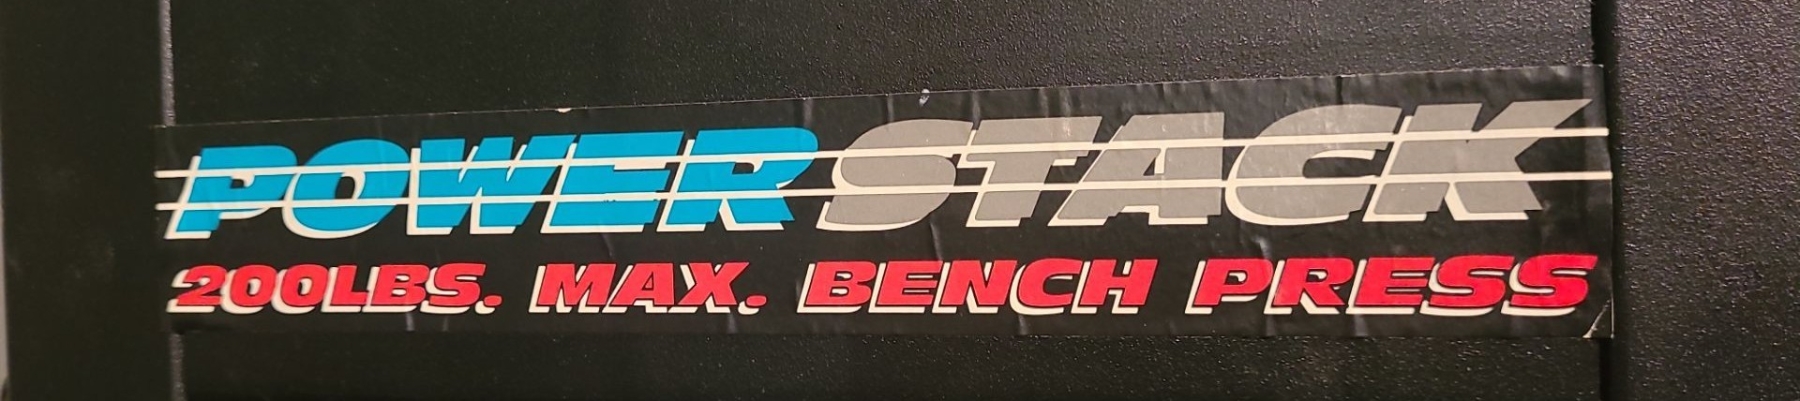 POWERSTACK
200LBS. MAX. BENCH PRESS